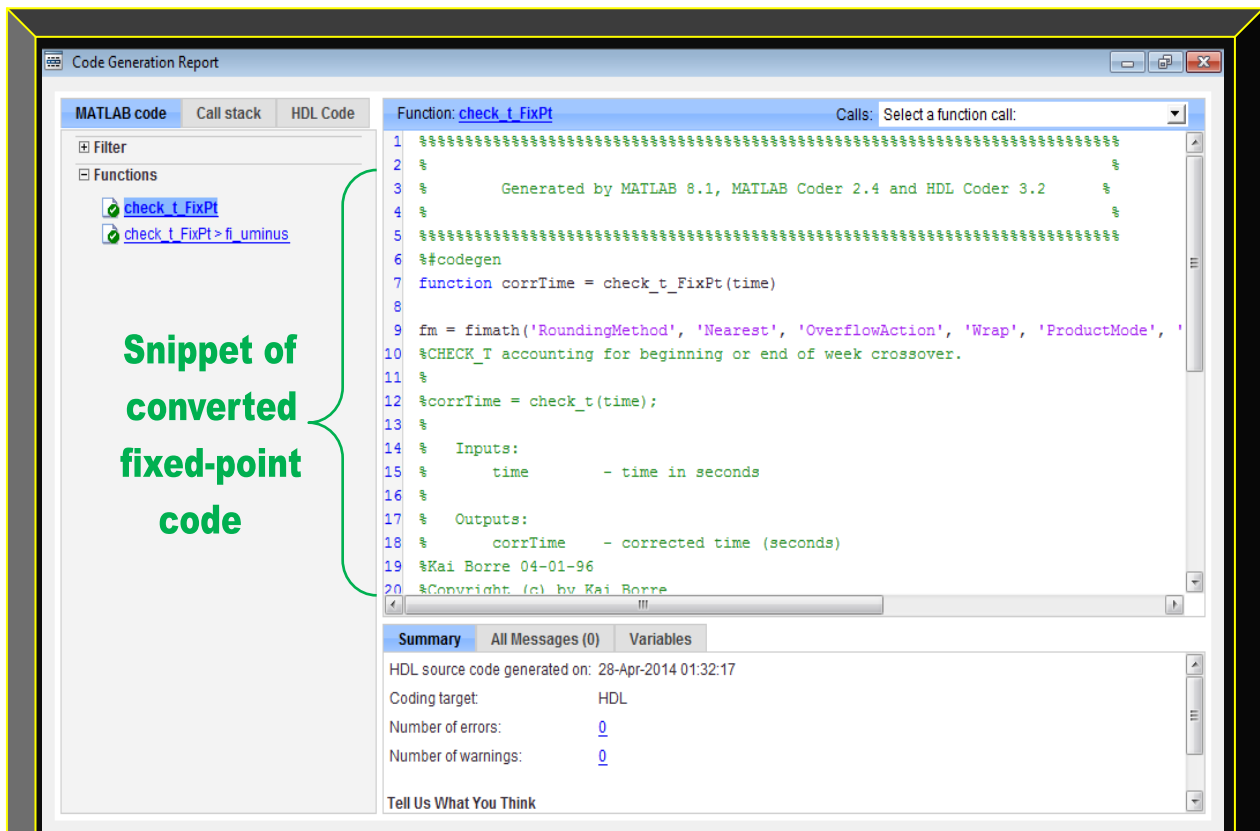 Code Generation Report
MATLAB code Call stack HDL Code
Filter
Functions
check_t_FixPt
check_t_FixPt > fi_uminus
Snippet of
converted
fixed-point
code
Function: check_t_FixPt Calls: Select a function call:
1 %%%%%%%%%%%%%%%%%%%%%%%%%%%%%%%%%%%%%%%%%%%%%%%%%%%%%%%%%%%%%%%%%%%%%%%%%%%%%%
2 % %
3 % Generated by MATLAB 8.1, MATLAB Coder 2.4 and HDL Coder 3.2 %
4 % %
5 %%%%%%%%%%%%%%%%%%%%%%%%%%%%%%%%%%%%%%%%%%%%%%%%%%%%%%%%%%%%%%%%%%%%%%%%%%%%%%
6 %#codegen
7 function corrTime = check_t_FixPt(time)
8
9 fm = fimath('RoundingMethod', 'Nearest', 'OverflowAction', 'Wrap', 'ProductMode', '
10 %CHECK_T accounting for beginning or end of week crossover.
11 %
12 %corrTime = check_t(time);
13 %
14 % Inputs:
15 % time - time in seconds
16 %
17 % Outputs:
18 % corrTime - corrected time (seconds)
19 %Kai Borre 04-01-96
20 %Copyright (c) by Kai Borre
Summary All Messages (0) Variables
HDL source code generated on: 28-Apr-2014 01:32:17
Coding target: HDL
Number of errors: 0
Number of warnings: 0
Tell Us What You Think